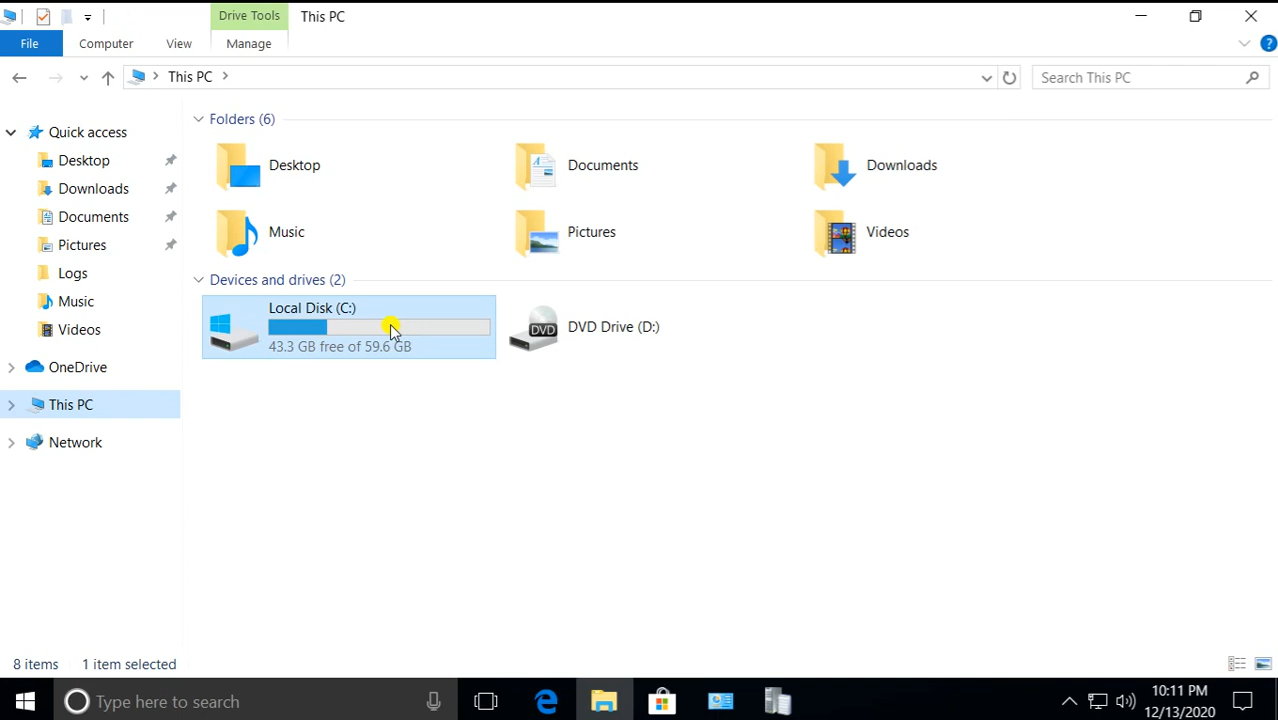 Drive Tools
This PC
File
Computer
View
Manage
This PC
Search This PC
Quick access
Desktop
Downloads
Documents
Pictures
Logs
Music
Videos
OneDrive
This PC
Network
Folders (6)
Desktop
Documents
Downloads
Music
Pictures
Videos
Devices and drives (2)
Local Disk (C:)
43.3 GB free of 59.6 GB
DVD
DVD Drive (D:)
8 items
1 item selected
Type here to search
10:11 PM
12/13/2020